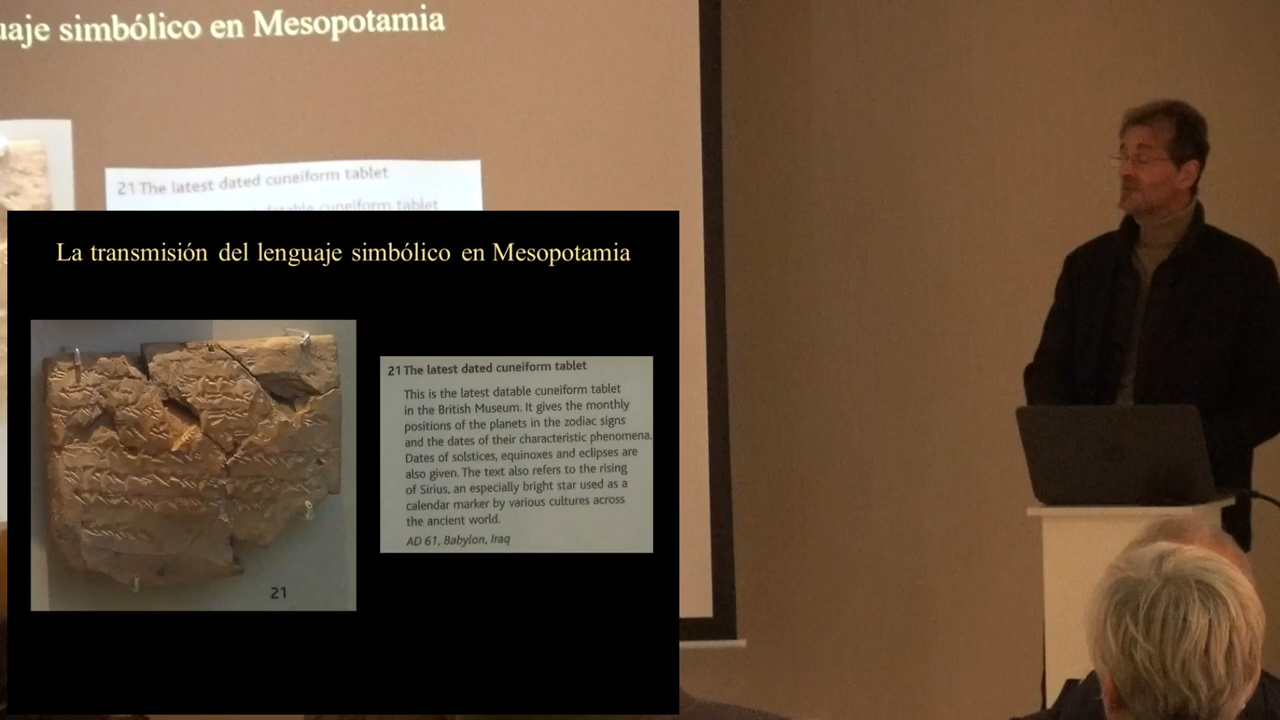 uaje simbólico en Mesopotamia
21 The latest dated cuneiform tablet
datable cuneiform tablet
La transmisión del lenguaje simbólico en Mesopotamia
21 The latest dated cuneiform tablet
This is the latest datable cuneiform tablet
in the British Museum. It gives the monthly
positions of the planets in the zodiac signs
and the dates of their characteristic phenomena.
Dates of solstices, equinoxes and eclipses are
also given. The text also refers to the rising
of Sirius, an especially bright star used as a
calendar marker by various cultures across
the ancient world.
AD 61, Babylon, Iraq
21